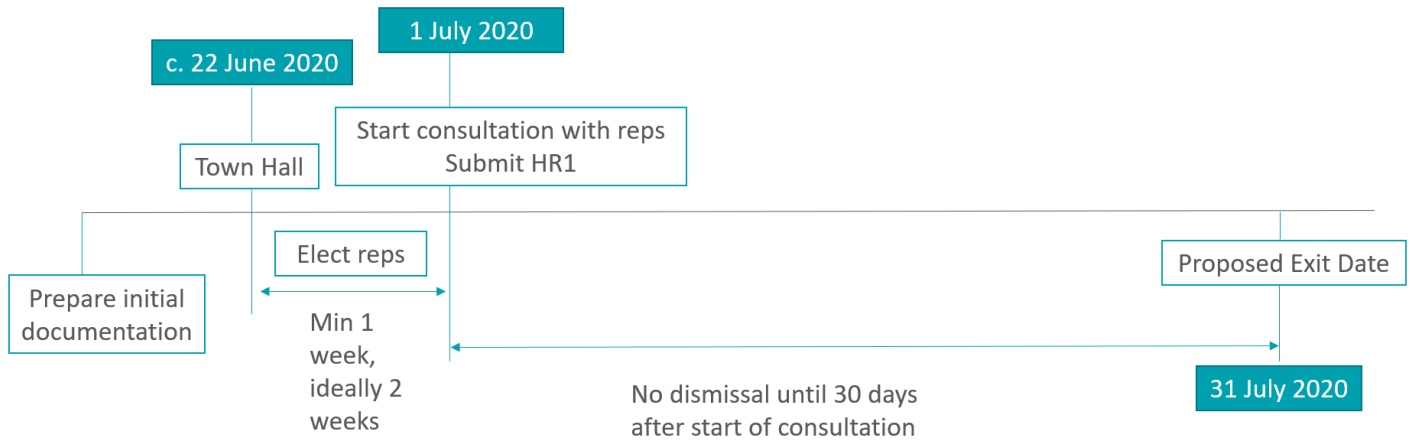 1 July 2020
c. 22 June 2020
Start consultation with reps
Submit HR1
Town Hall
Elect reps
Proposed Exit Date
Prepare initial
documentation
Min 1
week,
ideally 2
weeks
No dismissal until 30 days
after start of consultation
31 July 2020